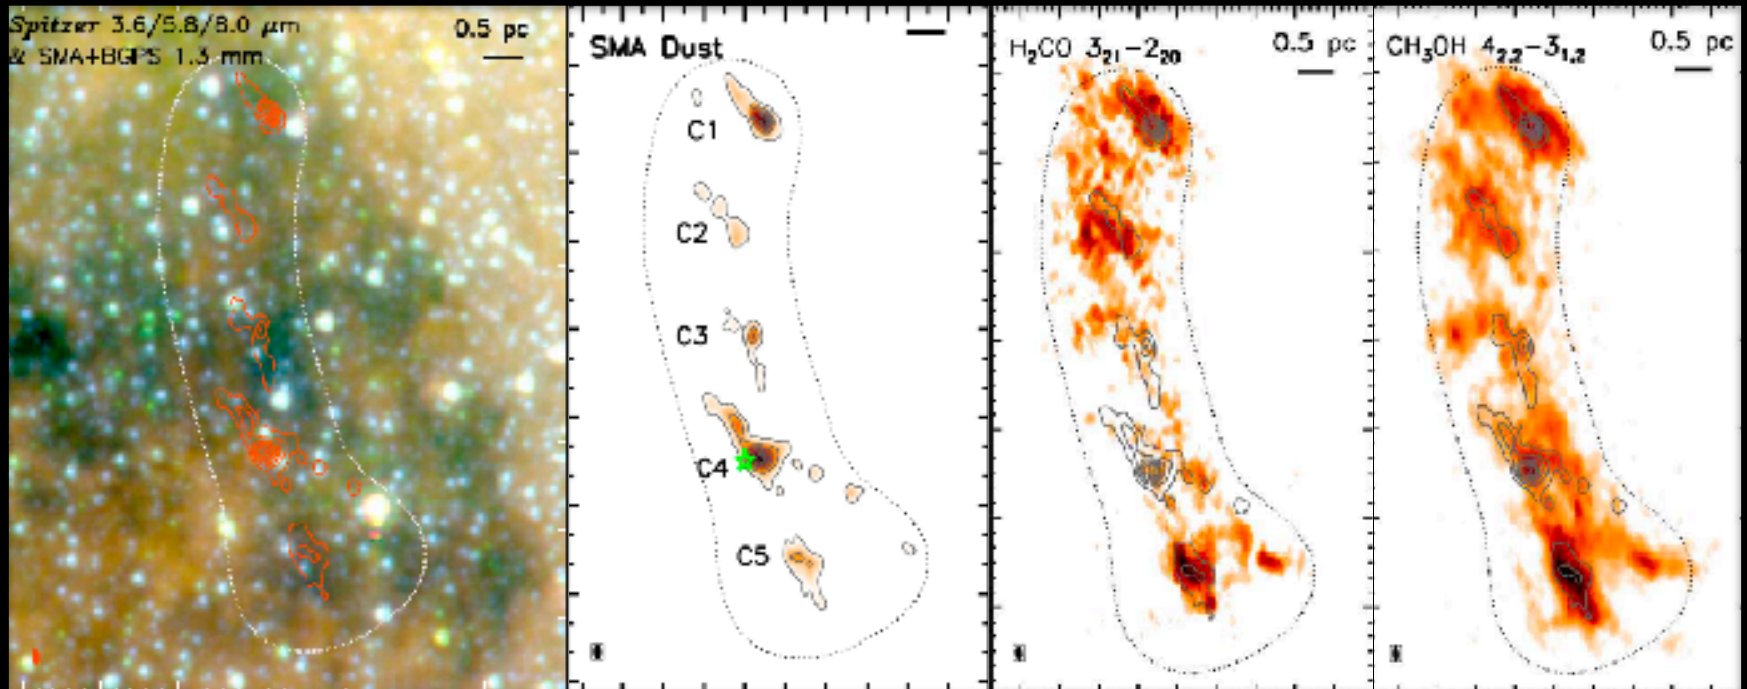 Spitzer 3.6/5.8/8.0 μm
& SMA+BGPS 1.3 mm
0.5 pc
SMA Dust
C1
C2
C3
C4
C5
H₂CO 3₂₁−2₂₀
0.5 pc
CH₃OH 4₂,₂−3₁,₂
0.5 pc